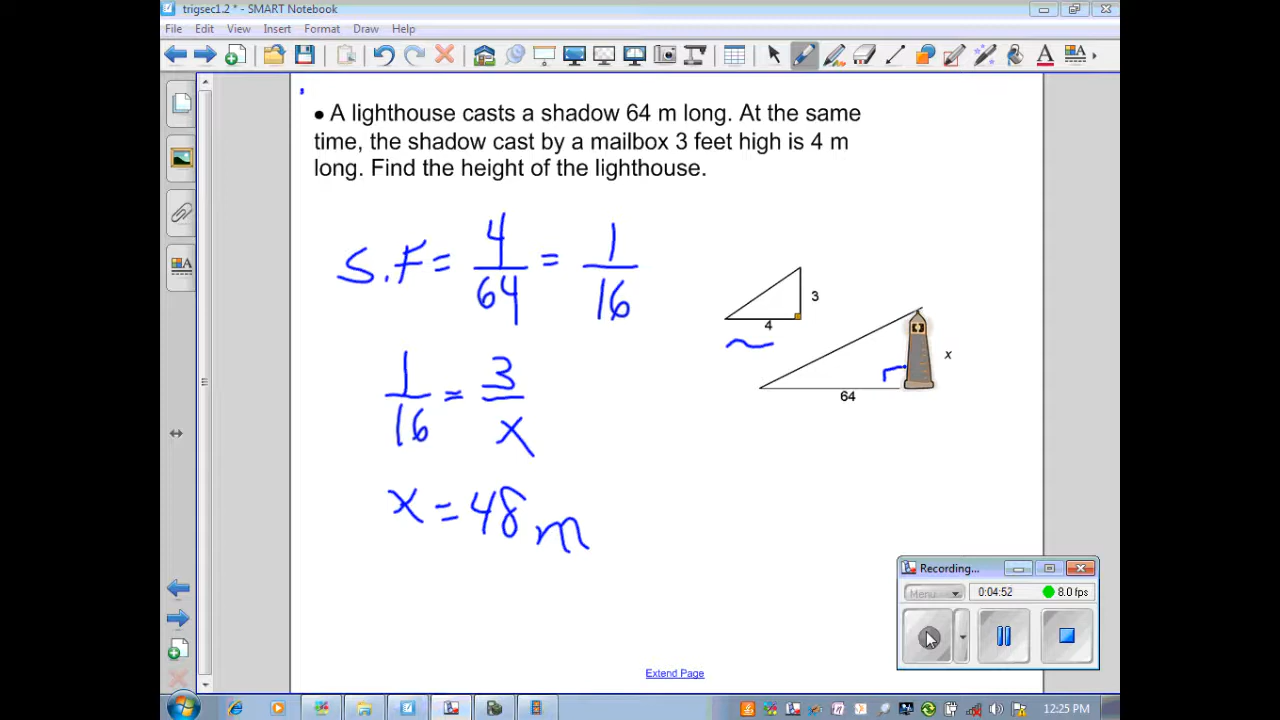 trigsec1.2 * - SMART Notebook
File Edit View Insert Format Draw Help
• A lighthouse casts a shadow 64 m long. At the same
time, the shadow cast by a mailbox 3 feet high is 4 m
long. Find the height of the lighthouse.
S.F = 4/64 = 1/16
3
4
x
64
1/16 = 3/x
x = 48 m
Recording...
Menu 0:04:52 8.0 fps
Extend Page
12:25 PM